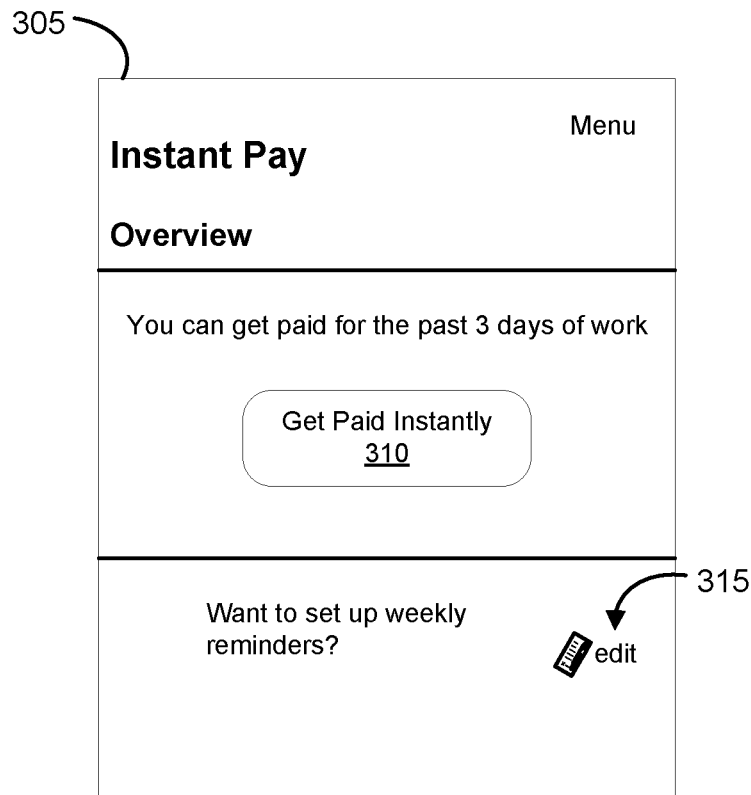 305
Menu
Instant Pay
Overview
You can get paid for the past 3 days of work
Get Paid Instantly
310
315
Want to set up weekly
reminders?
edit